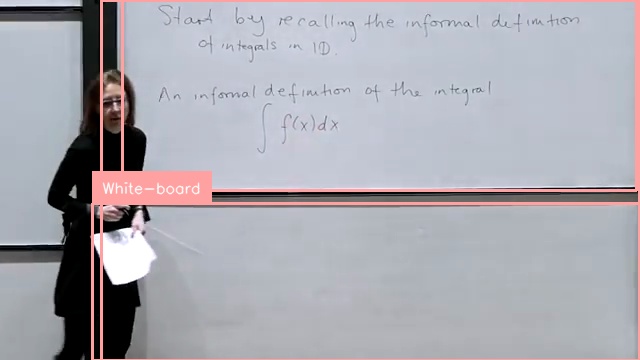 Start by recalling the informal definition
of integrals in 1D.
An informal definition of the integral
∫ f(x)dx
White-board